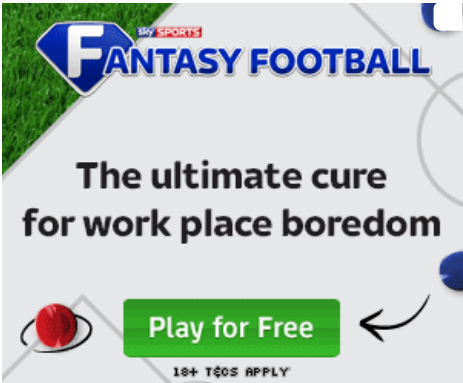 sky SPORTS
FANTASY FOOTBALL
The ultimate cure
for work place boredom
Play for Free
18+ T&CS APPLY